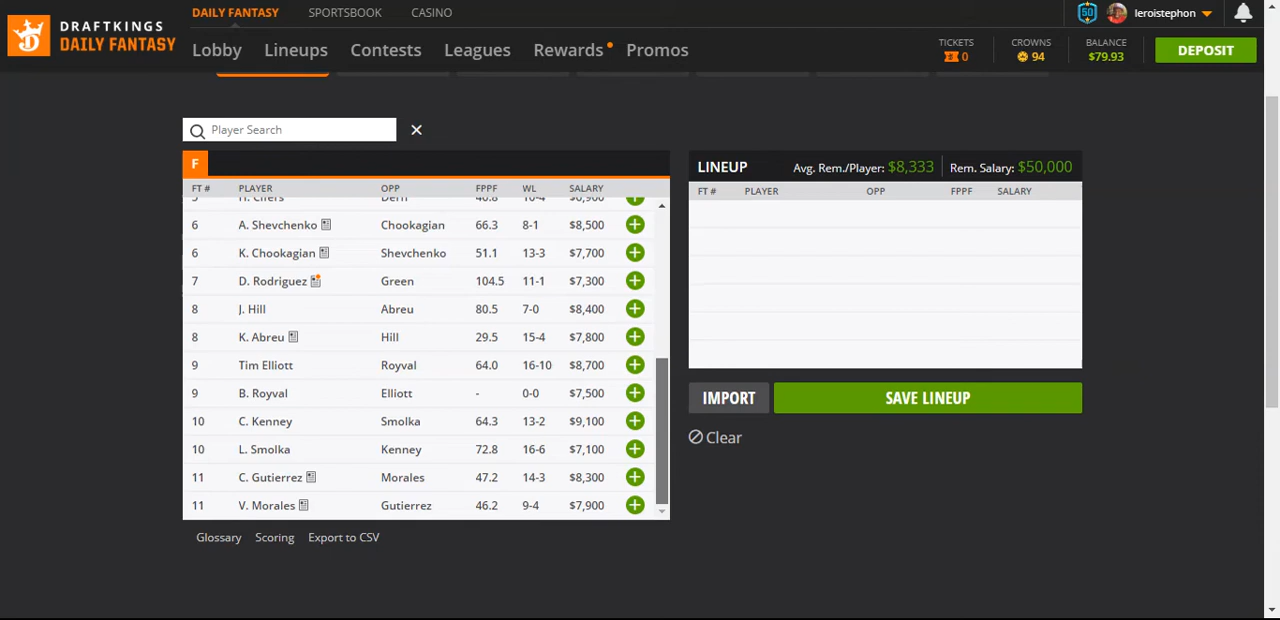 DRAFTKINGS
DAILY FANTASY
DAILY FANTASY SPORTSBOOK CASINO
50 leroistephon
Lobby Lineups Contests Leagues Rewards Promos
TICKETS 0 CROWNS 94 BALANCE $79.93 DEPOSIT
Player Search
F
FT # PLAYER OPP FPPF WL SALARY
6 A. Shevchenko Chookagian 66.3 8-1 $8,500
6 K. Chookagian Shevchenko 51.1 13-3 $7,700
7 D. Rodriguez Green 104.5 11-1 $7,300
8 J. Hill Abreu 80.5 7-0 $8,400
8 K. Abreu Hill 29.5 15-4 $7,800
9 Tim Elliott Royval 64.0 16-10 $8,700
9 B. Royval Elliott - 0-0 $7,500
10 C. Kenney Smolka 64.3 13-2 $9,100
10 L. Smolka Kenney 72.8 16-6 $7,100
11 C. Gutierrez Morales 47.2 14-3 $8,300
11 V. Morales Gutierrez 46.2 9-4 $7,900
Glossary Scoring Export to CSV
LINEUP Avg. Rem./Player: $8,333 Rem. Salary: $50,000
FT # PLAYER OPP FPPF SALARY
IMPORT SAVE LINEUP
Clear